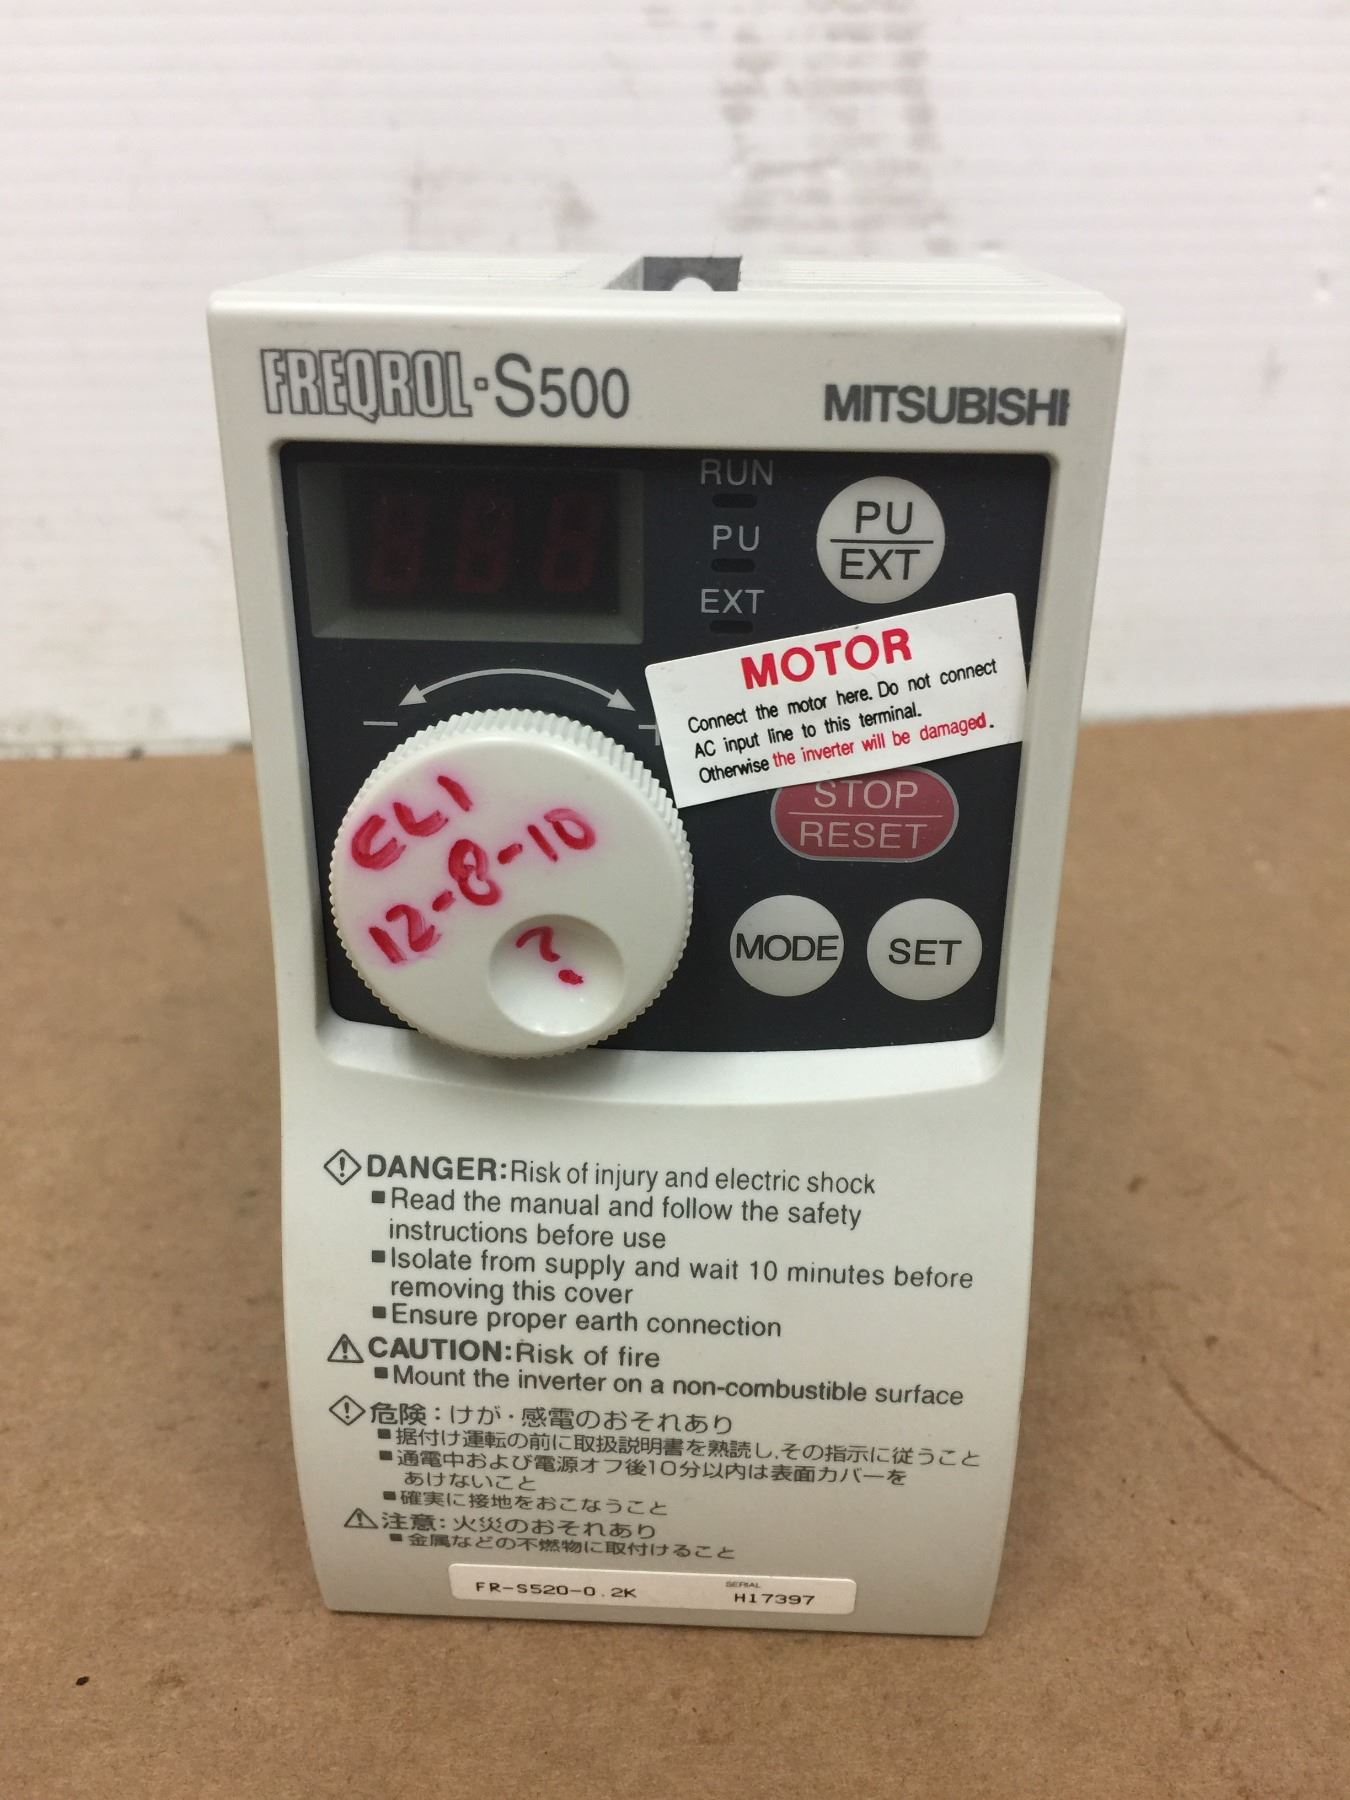 FREQROL-S500
MITSUBISHI
RUN
PU
EXT
PU
EXT
MOTOR
Connect the motor here. Do not connect
AC input line to this terminal.
Otherwise the inverter will be damaged.
− +
STOP
RESET
MODE
SET
CL1
12-8-10
?
DANGER:Risk of injury and electric shock
■Read the manual and follow the safety
instructions before use
■Isolate from supply and wait 10 minutes before
removing this cover
■Ensure proper earth connection
CAUTION:Risk of fire
■Mount the inverter on a non-combustible surface
危険：けが・感電のおそれあり
■据付け運転の前に取扱説明書を熟読し、その指示に従うこと
■通電中および電源オフ後10分以内は表面カバーを
あけないこと
■確実に接地をおこなうこと
注意：火災のおそれあり
■金属などの不燃物に取付けること
FR-S520-0.2K
SERIAL
H17397